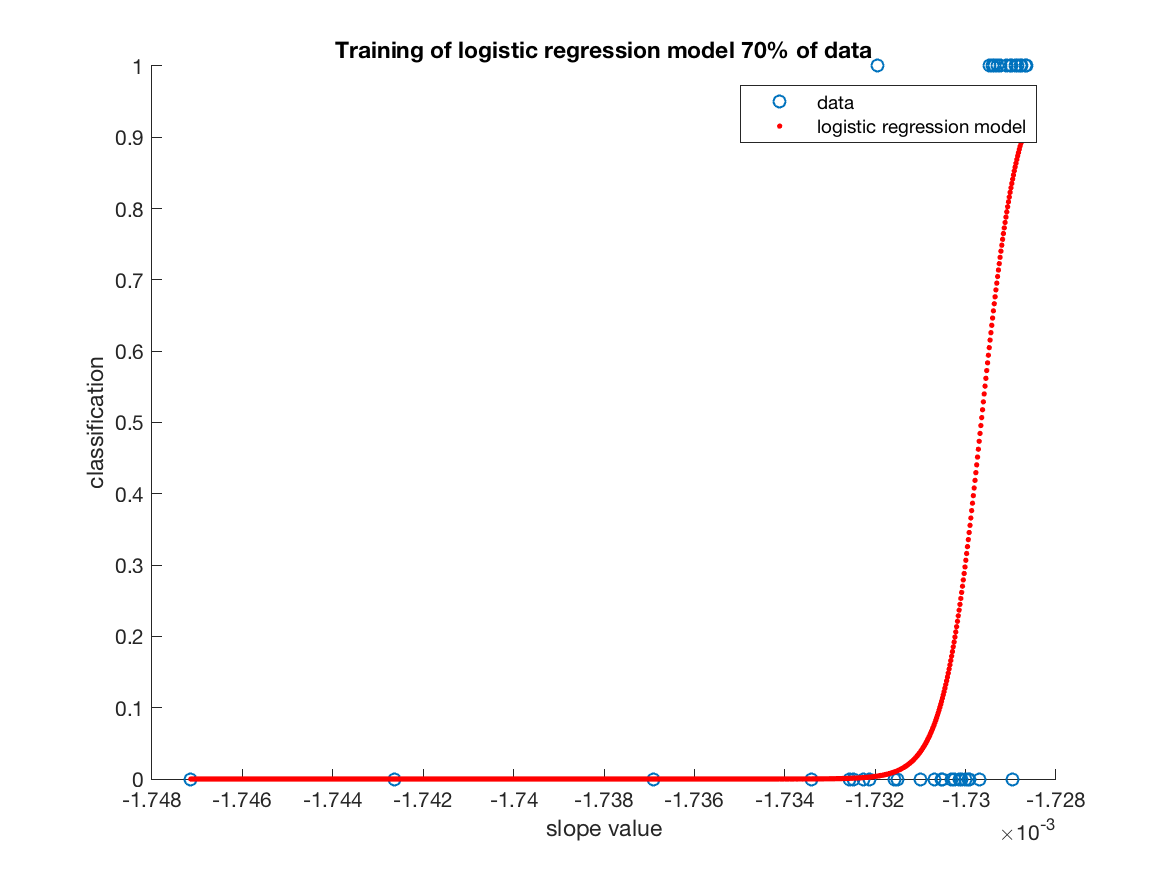 Training of logistic regression model 70% of data
data
logistic regression model
1
0.9
0.8
0.7
0.6
0.5
0.4
0.3
0.2
0.1
0
classification
-1.748 -1.746 -1.744 -1.742 -1.74 -1.738 -1.736 -1.734 -1.732 -1.73 -1.728
slope value
×10-3